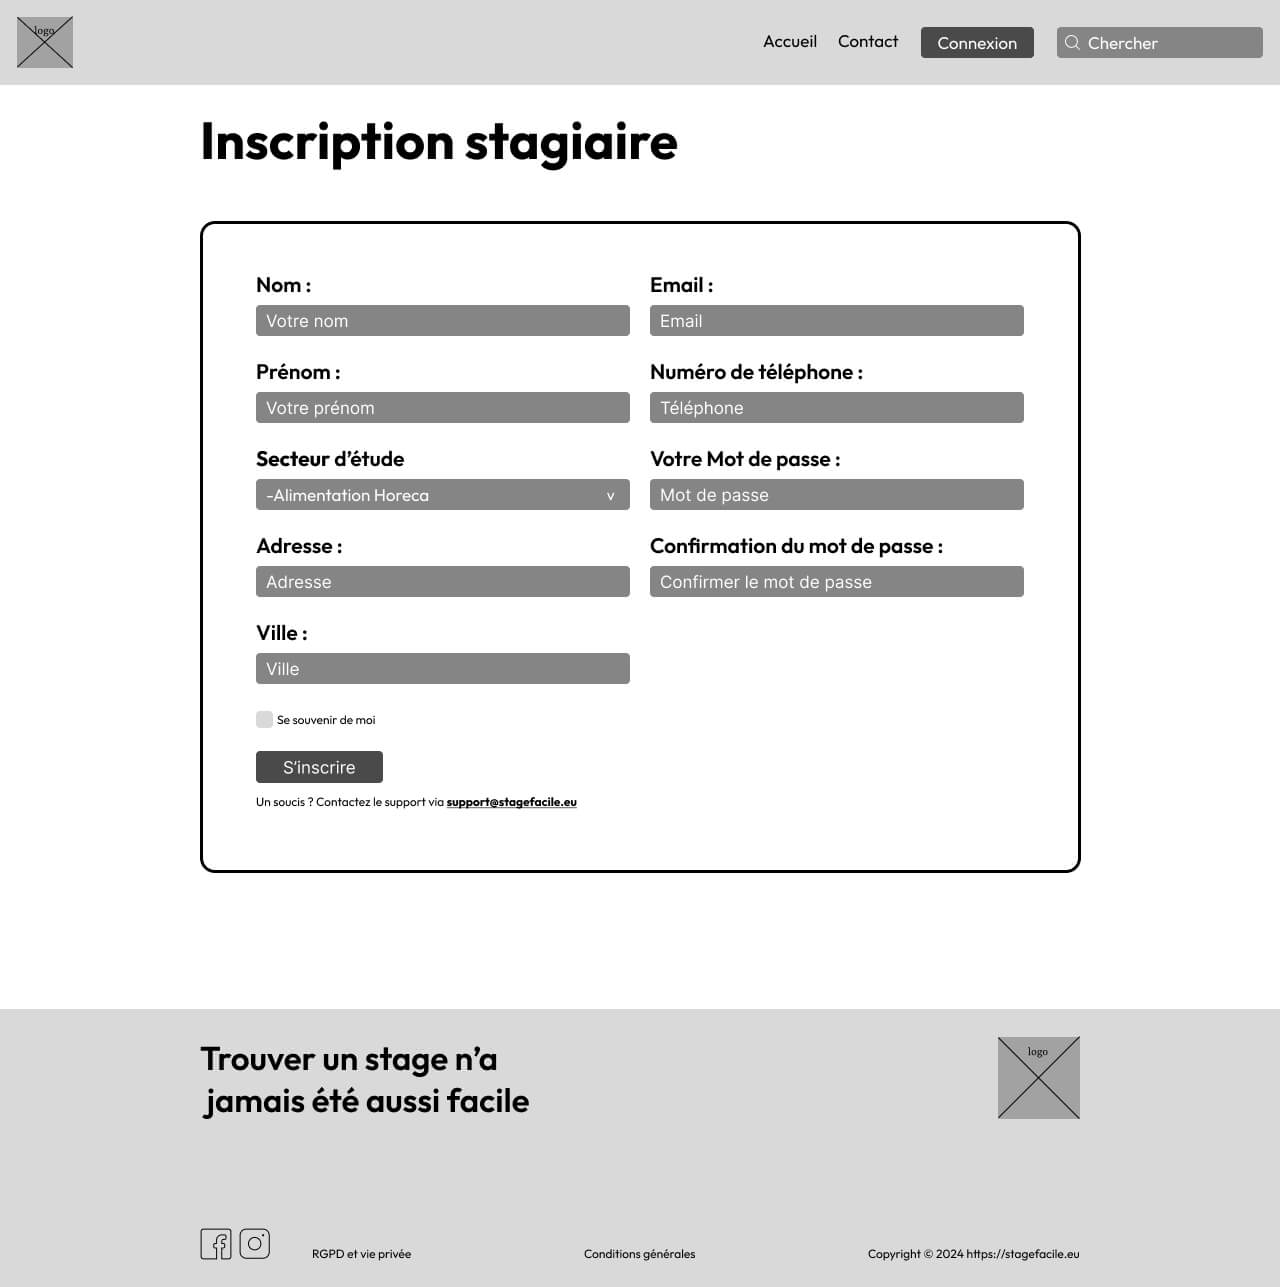 logo
Accueil
Contact
Connexion
Chercher
Inscription stagiaire
Nom :
Votre nom
Prénom :
Votre prénom
Secteur d’étude
-Alimentation Horeca
v
Adresse :
Adresse
Ville :
Ville
Email :
Email
Numéro de téléphone :
Téléphone
Votre Mot de passe :
Mot de passe
Confirmation du mot de passe :
Confirmer le mot de passe
Se souvenir de moi
S'inscrire
Un soucis ? Contactez le support via support@stagefacile.eu
Trouver un stage n’a
jamais été aussi facile
logo
RGPD et vie privée
Conditions générales
Copyright © 2024 https://stagefacile.eu